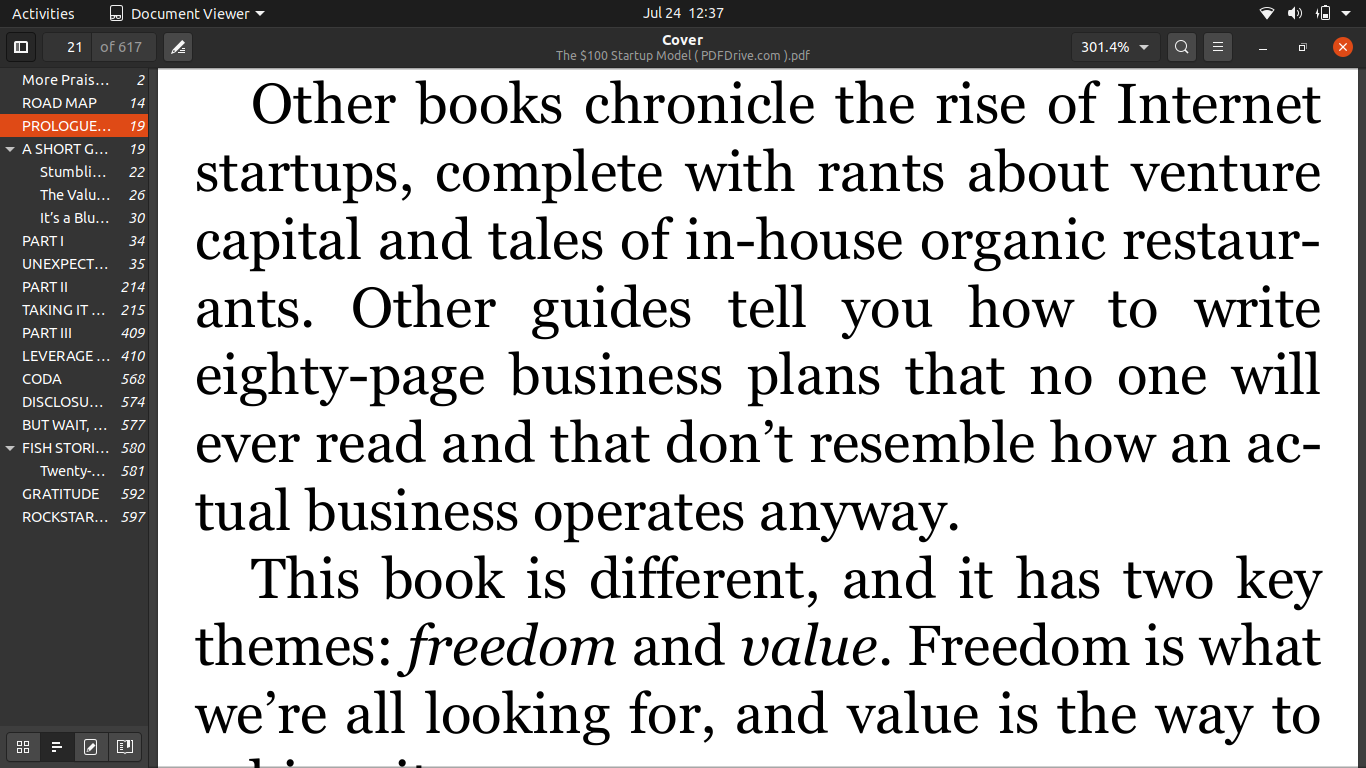 Activities
Document Viewer
Jul 24 12:37
21
of 617
Cover
The $100 Startup Model ( PDFDrive.com ).pdf
301.4%
More Prais… 2
ROAD MAP 14
PROLOGUE… 19
A SHORT G… 19
Stumbli… 22
The Valu… 26
It’s a Blu… 30
PART I 34
UNEXPECT… 35
PART II 214
TAKING IT … 215
PART III 409
LEVERAGE … 410
CODA 568
DISCLOSU… 574
BUT WAIT, … 577
FISH STORI… 580
Twenty-… 581
GRATITUDE 592
ROCKSTAR… 597
Other books chronicle the rise of Internet
startups, complete with rants about venture
capital and tales of in-house organic restaur-
ants. Other guides tell you how to write
eighty-page business plans that no one will
ever read and that don’t resemble how an ac-
tual business operates anyway.
This book is different, and it has two key
themes: freedom and value. Freedom is what
we’re all looking for, and value is the way to